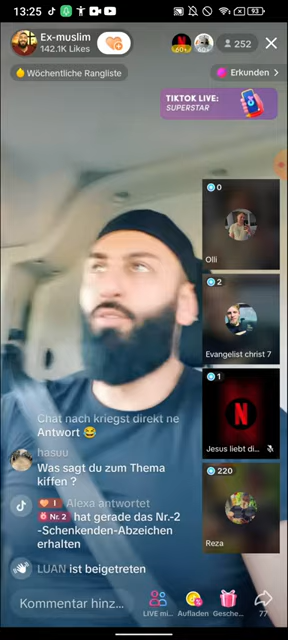 13:25
93
Ex-muslim
142.1K Likes
252
Wöchentliche Rangliste
Erkunden >
TIKTOK LIVE:
SUPERSTAR
0
Olli
2
Evangelist christ 7
N
1
Jesus liebt di...
220
Reza
Chat nach kriegst direkt ne
Antwort 😂
hasuu
Was sagt du zum Thema
kiffen ?
1 Alexa antwortet
Nr. 2 hat gerade das Nr.-2
-Schenkenden-Abzeichen
erhalten
LUAN ist beigetreten
Kommentar hinz...
LIVE mi...
Aufladen
Gesche...
77